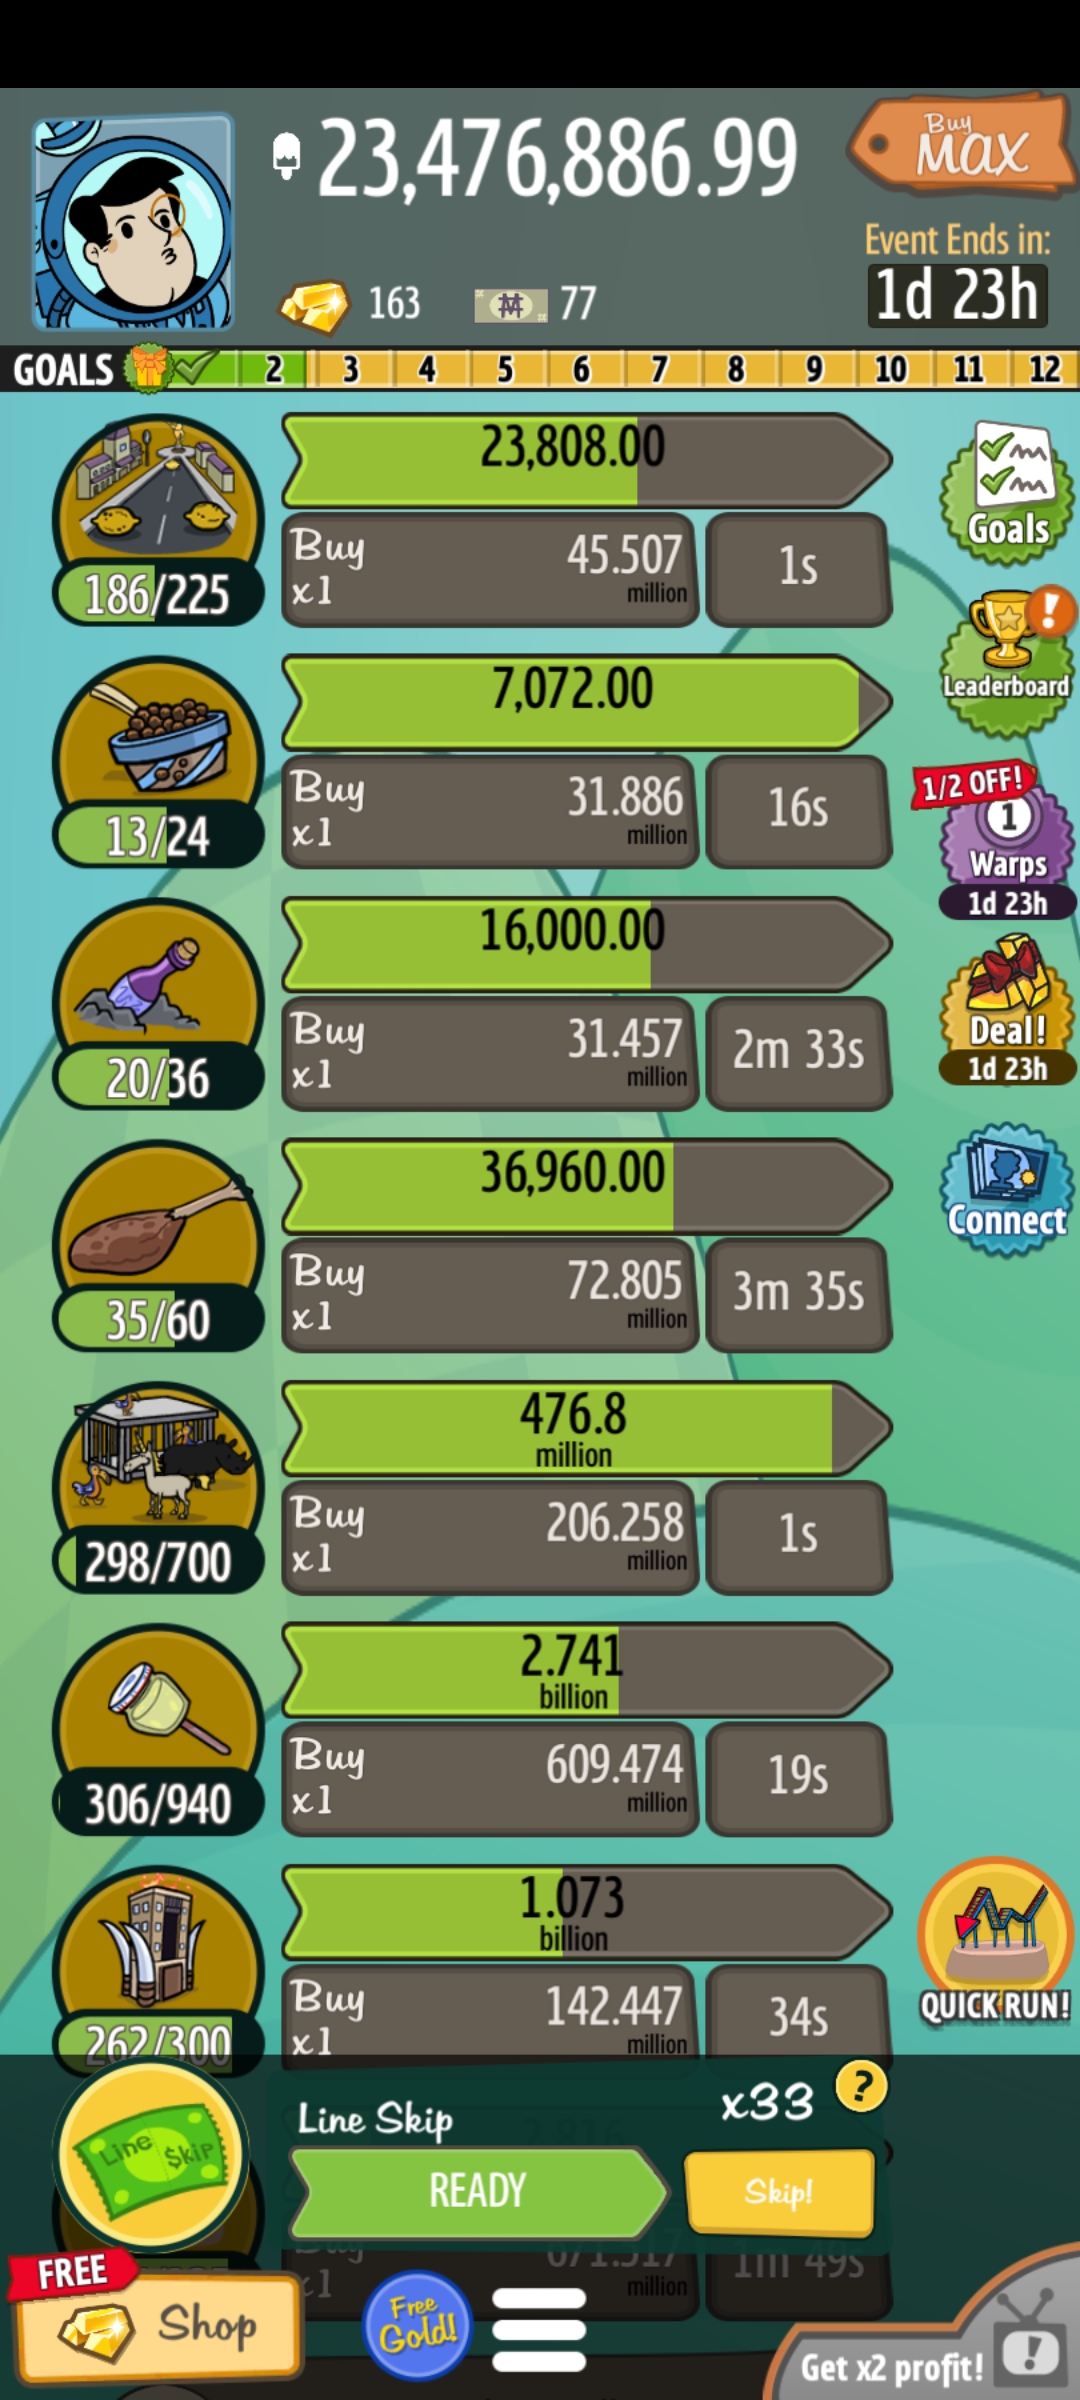 23,476,886.99
Buy
MAX
Event Ends in:
1d 23h
163
77
GOALS 2 3 4 5 6 7 8 9 10 11 12
23,808.00
Buy
x1
45.507
million
1s
186/225
Goals
7,072.00
Buy
x1
31.886
million
16s
13/24
Leaderboard
1/2 OFF!
1
Warps
1d 23h
16,000.00
Buy
x1
31.457
million
2m 33s
20/36
Deal!
1d 23h
36,960.00
Buy
x1
72.805
million
3m 35s
35/60
Connect
476.8
million
Buy
x1
206.258
million
1s
298/700
2.741
billion
Buy
x1
609.474
million
19s
306/940
1.073
billion
Buy
x1
142.447
million
34s
262/300
QUICK RUN!
Line Skip
Line $kip
x33
?
READY
Skip!
2.816
Buy
x1
671.517
million
1m 49s
FREE
Shop
Free
Gold!
Get x2 profit!